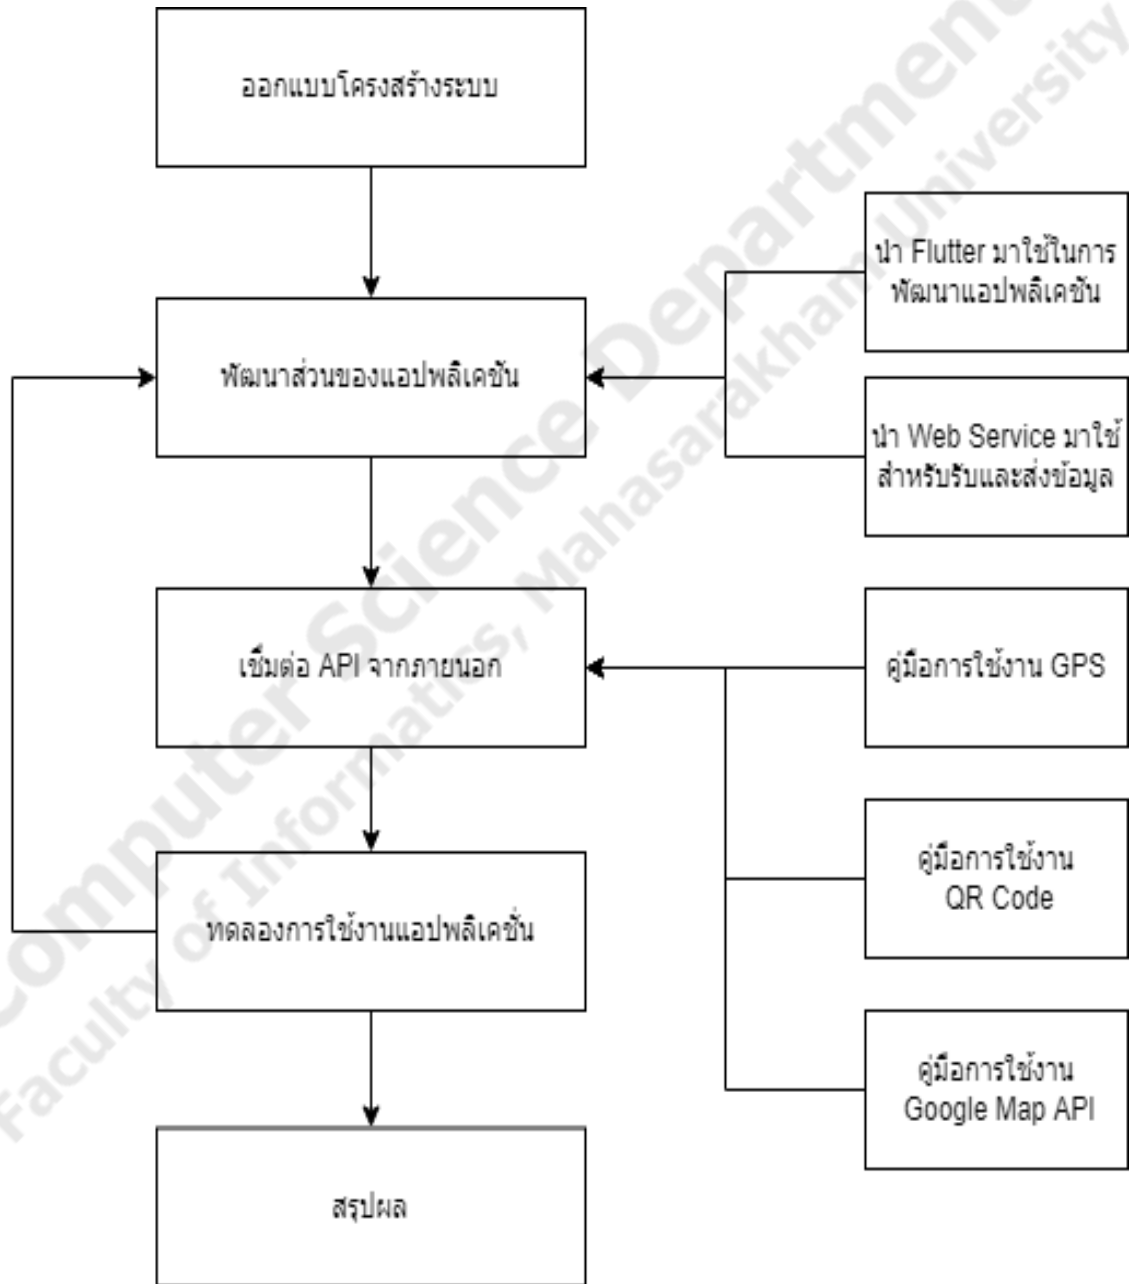 ออกแบบโครงสร้างระบบ
นำ Flutter มาใช้ในการ
พัฒนาแอปพลิเคชัน
พัฒนาส่วนของแอปพลิเคชัน
นำ Web Service มาใช้
สำหรับรับและส่งข้อมูล
เชื่มต่อ API จากภายนอก
คู่มือการใช้งาน GPS
คู่มือการใช้งาน
QR Code
ทดลองการใช้งานแอปพลิเคชั่น
คู่มือการใช้งาน
Google Map API
สรุปผล
Computer Science Department
Faculty of Informatics, Mahasarakham University